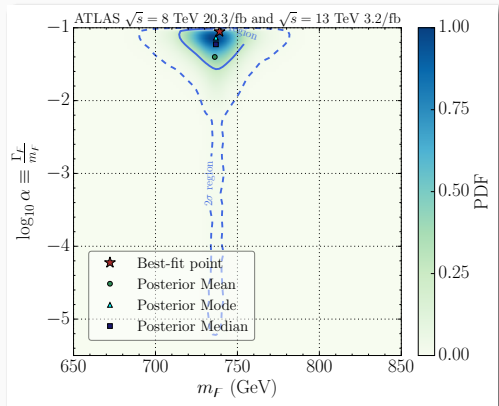 ATLAS √s = 8 TeV 20.3/fb and √s = 13 TeV 3.2/fb
region
2σ region
−1
−2
−3
−4
−5
log₁₀ α ≡ Γ_F/m_F
Best-fit point
Posterior Mean
Posterior Mode
Posterior Median
650 700 750 800 850
m_F (GeV)
1.00
0.75
0.50
0.25
0.00
PDF